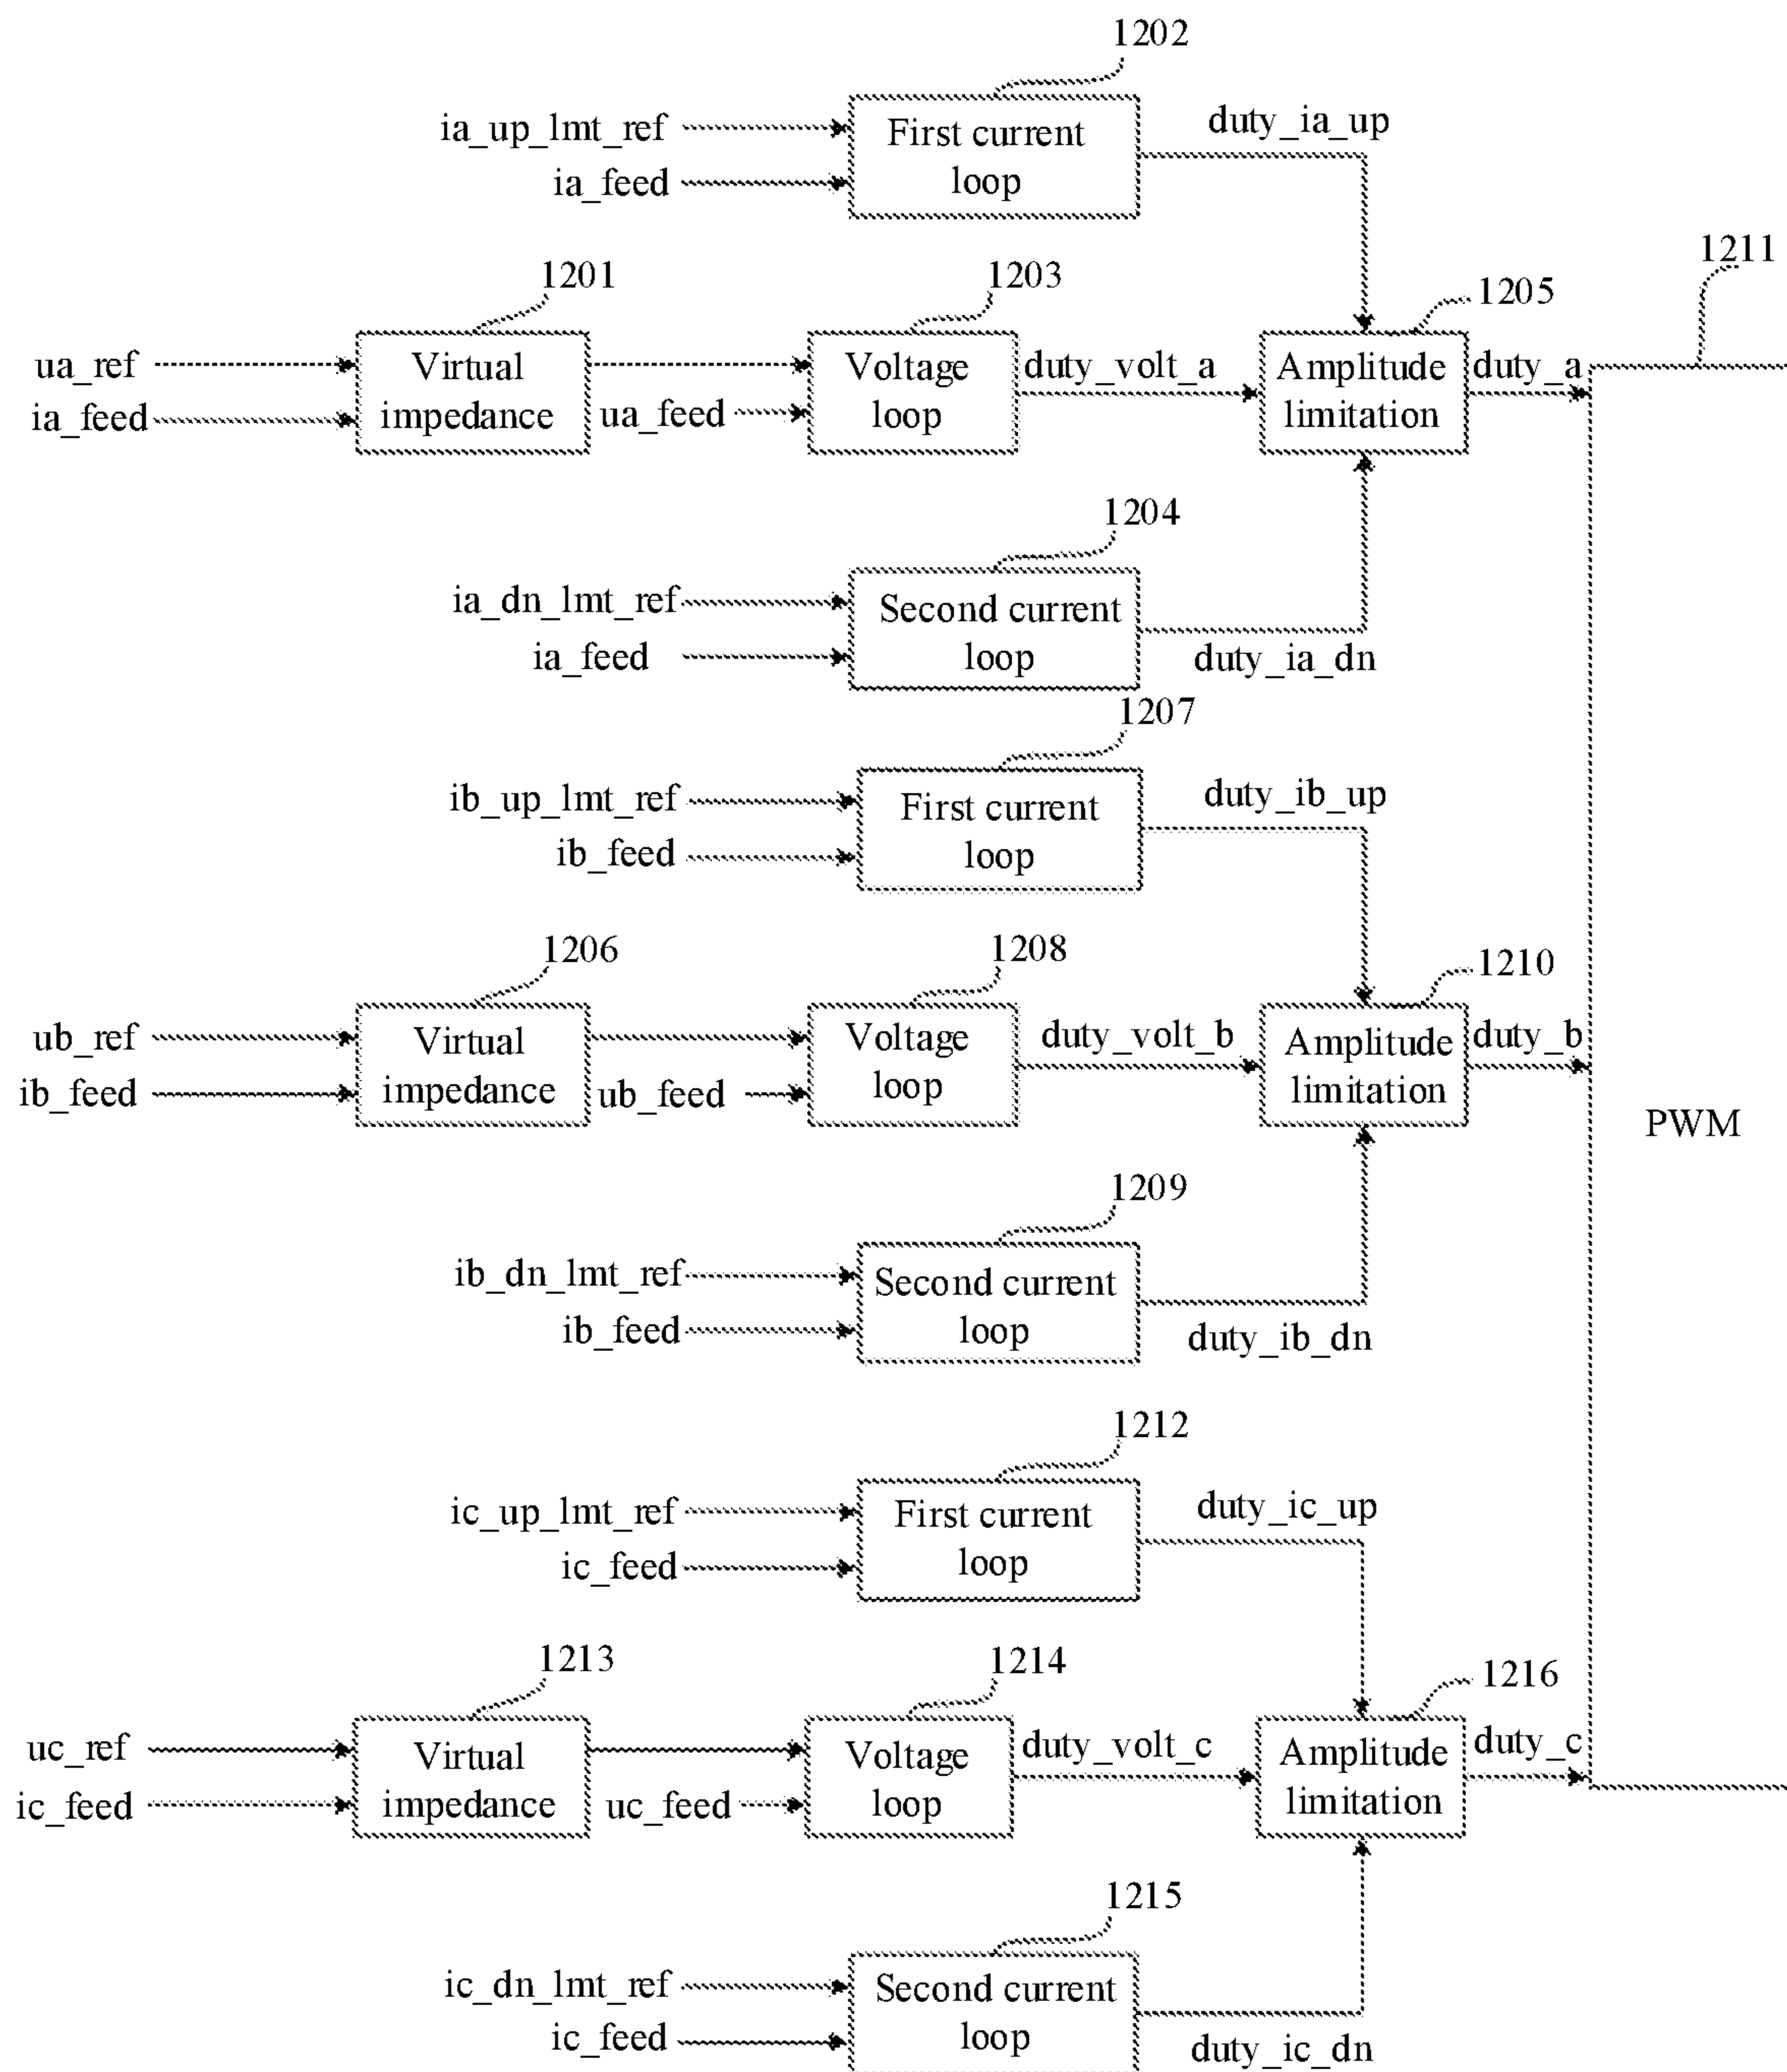 1202
ia_up_lmt_ref
ia_feed
First current
loop
duty_ia_up
1201
1203
1205
1211
ua_ref
ia_feed
Virtual
impedance
ua_feed
Voltage
loop
duty_volt_a
Amplitude
limitation
duty_a
1204
ia_dn_lmt_ref
ia_feed
Second current
loop
duty_ia_dn
1207
ib_up_lmt_ref
ib_feed
First current
loop
duty_ib_up
1206
1208
1210
ub_ref
ib_feed
Virtual
impedance
ub_feed
Voltage
loop
duty_volt_b
Amplitude
limitation
duty_b
PWM
1209
ib_dn_lmt_ref
ib_feed
Second current
loop
duty_ib_dn
1212
ic_up_lmt_ref
ic_feed
First current
loop
duty_ic_up
1213
1214
1216
uc_ref
ic_feed
Virtual
impedance
uc_feed
Voltage
loop
duty_volt_c
Amplitude
limitation
duty_c
1215
ic_dn_lmt_ref
ic_feed
Second current
loop
duty_ic_dn